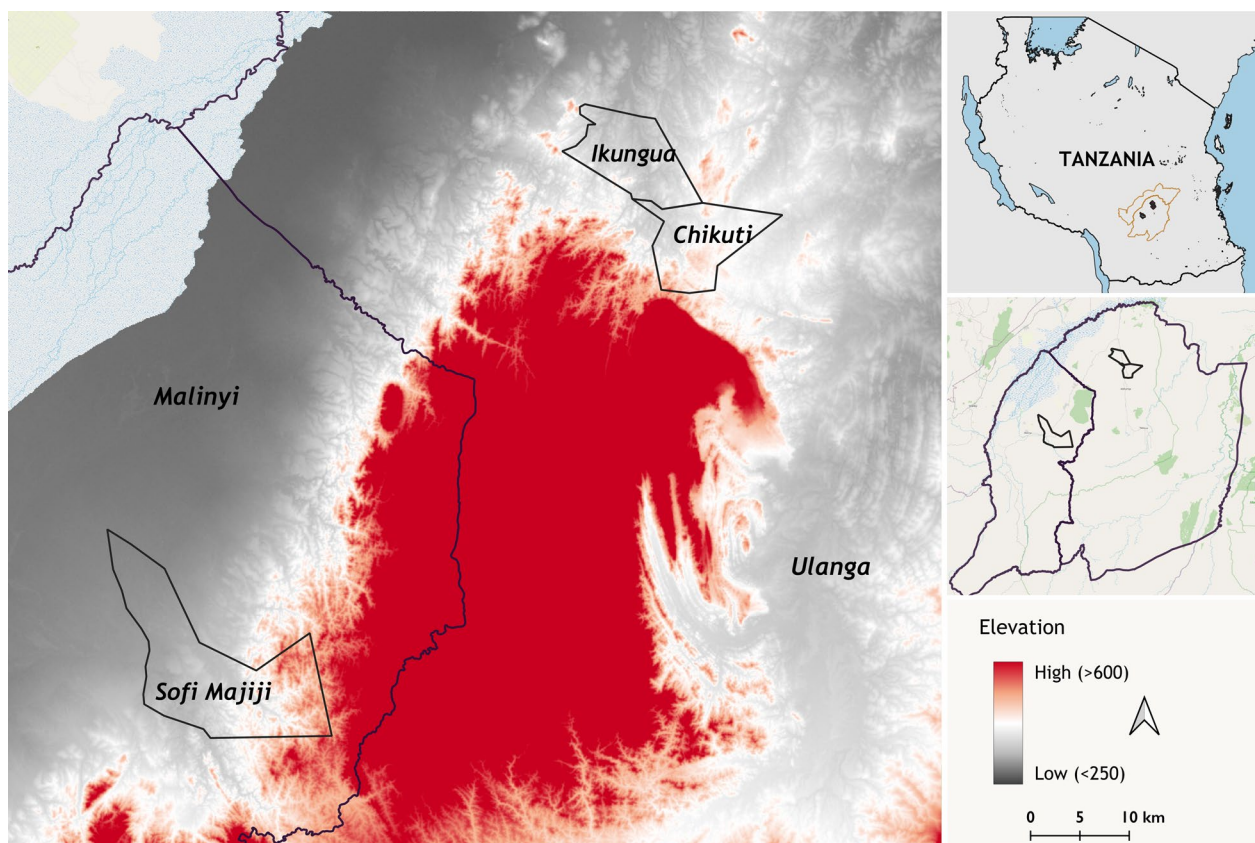 Ikungua
Chikuti
Malinyi
Ulanga
Sofi Majiji
TANZANIA
Elevation
High (>600)
Low (<250)
0 5 10 km